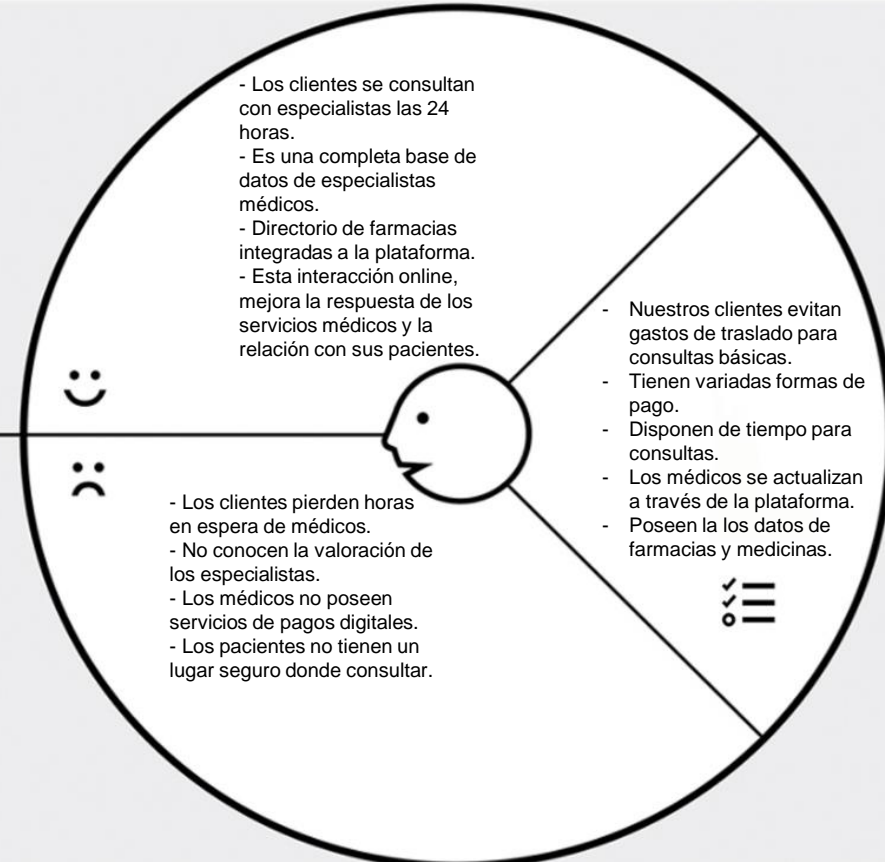 - Los clientes se consultan
con especialistas las 24
horas.
- Es una completa base de
datos de especialistas
médicos.
- Directorio de farmacias
integradas a la plataforma.
- Esta interacción online,
mejora la respuesta de los
servicios médicos y la
relación con sus pacientes.
- Nuestros clientes evitan
gastos de traslado para
consultas básicas.
- Tienen variadas formas de
pago.
- Disponen de tiempo para
consultas.
- Los médicos se actualizan
a través de la plataforma.
- Poseen la los datos de
farmacias y medicinas.
- Los clientes pierden horas
en espera de médicos.
- No conocen la valoración de
los especialistas.
- Los médicos no poseen
servicios de pagos digitales.
- Los pacientes no tienen un
lugar seguro donde consultar.